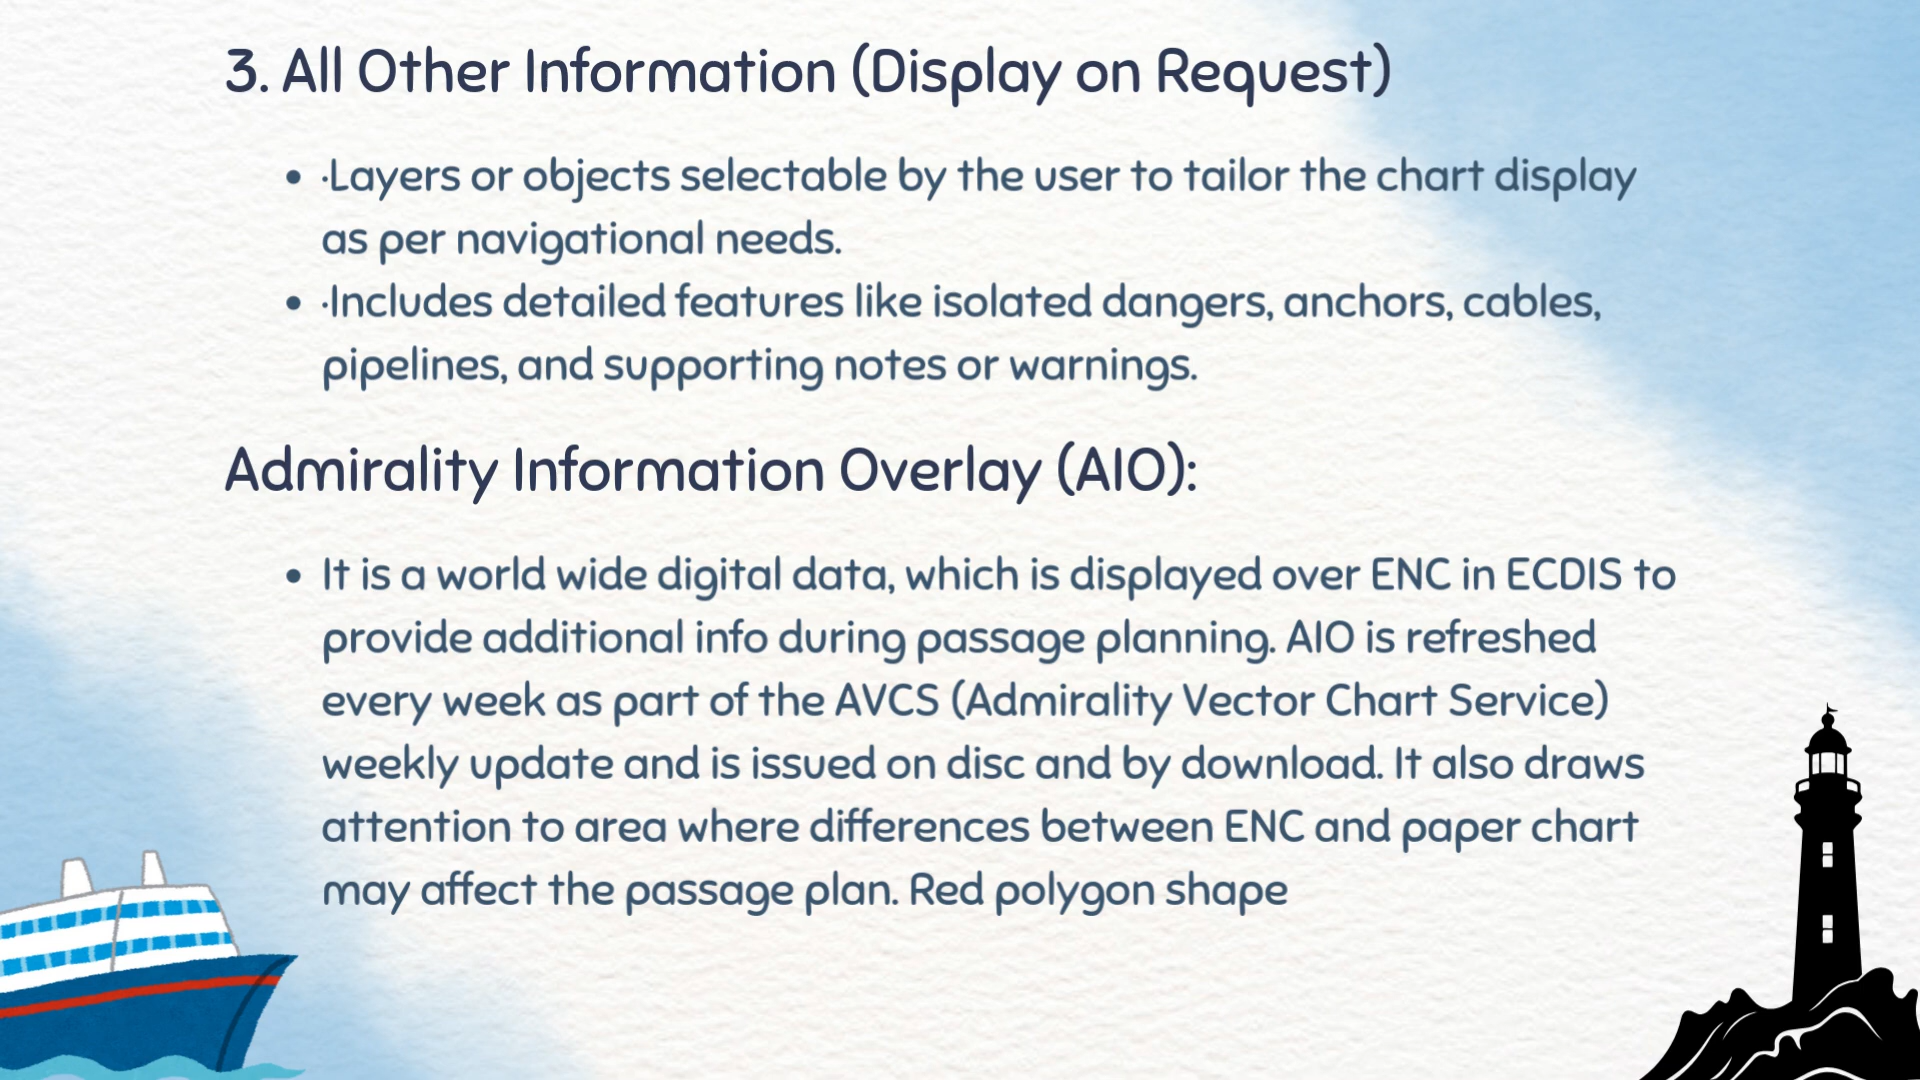 3. All Other Information (Display on Request)
• ·Layers or objects selectable by the user to tailor the chart display
as per navigational needs.
• ·Includes detailed features like isolated dangers, anchors, cables,
pipelines, and supporting notes or warnings.
Admirality Information Overlay (AIO):
• It is a world wide digital data, which is displayed over ENC in ECDIS to
provide additional info during passage planning. AIO is refreshed
every week as part of the AVCS (Admirality Vector Chart Service)
weekly update and is issued on disc and by download. It also draws
attention to area where differences between ENC and paper chart
may affect the passage plan. Red polygon shape